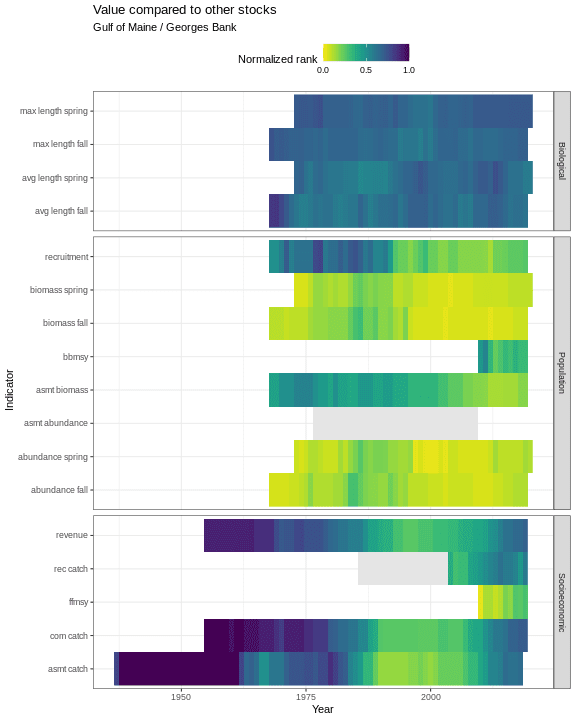 Value compared to other stocks
Gulf of Maine / Georges Bank
Normalized rank
0.0 0.5 1.0
Indicator
max length spring
max length fall
avg length spring
avg length fall
Biological
recruitment
biomass spring
biomass fall
bbmsy
asmt biomass
asmt abundance
abundance spring
abundance fall
Population
revenue
rec catch
ffmsy
com catch
asmt catch
Socioeconomic
1950 1975 2000
Year